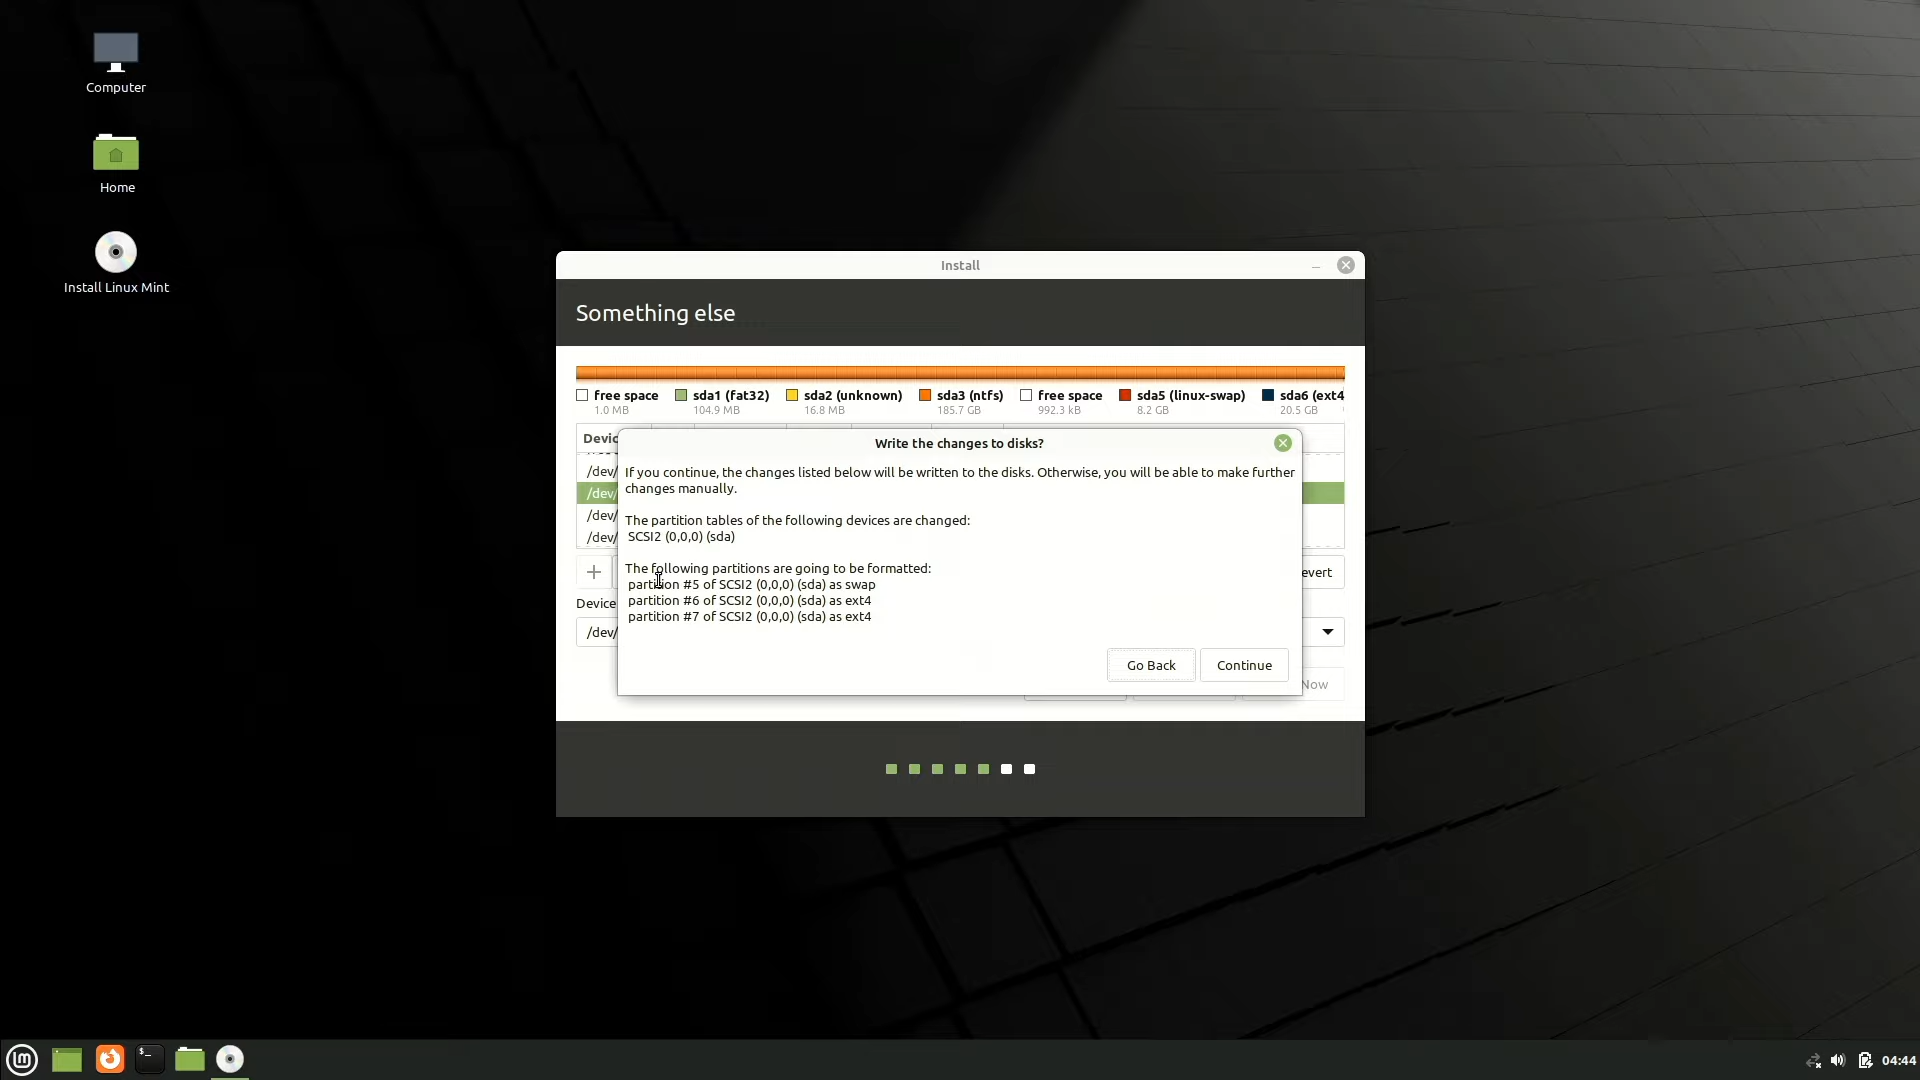 Computer
Home
Install Linux Mint
Install
Something else
free space sda1 (fat32) sda2 (unknown) sda3 (ntfs) free space sda5 (linux-swap) sda6 (ext4
1.0 MB 104.9 MB 16.8 MB 185.7 GB 992.3 kB 8.2 GB 20.5 GB
Devic
Write the changes to disks?
If you continue, the changes listed below will be written to the disks. Otherwise, you will be able to make further
changes manually.
/dev/
/dev/
/dev/
/dev/
The partition tables of the following devices are changed:
SCSI2 (0,0,0) (sda)
The following partitions are going to be formatted:
partition #5 of SCSI2 (0,0,0) (sda) as swap
partition #6 of SCSI2 (0,0,0) (sda) as ext4
partition #7 of SCSI2 (0,0,0) (sda) as ext4
+ evert
Device
/dev/
Go Back Continue
Now
lm
$_
04:44